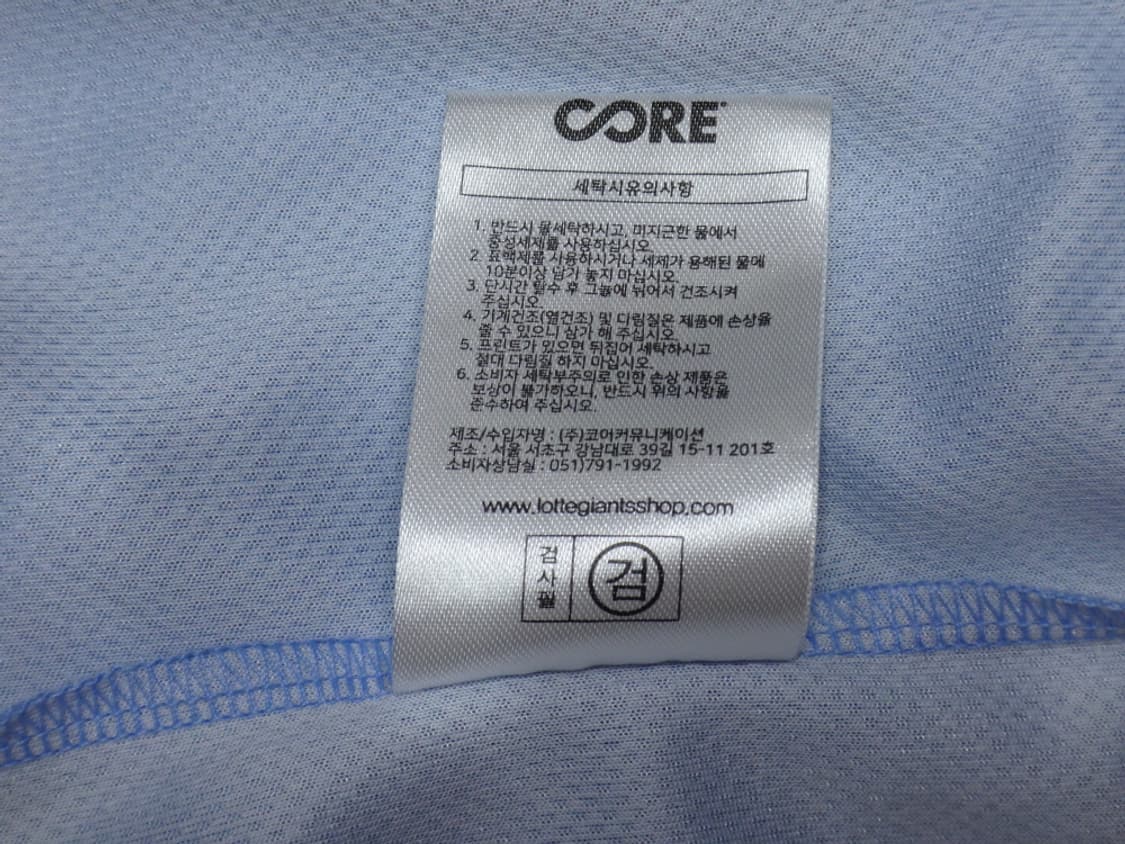 CORE
세탁시유의사항
1. 반드시 물세탁하시고, 미지근한 물에서
중성세제를 사용하십시오.
2. 표백제를 사용하시거나 세제가 용해된 물에
10분이상 담가 놓지 마십시오.
3. 단시간 탈수 후 그늘에 뉘어서 건조시켜
주십시오.
4. 기계건조(열건조) 및 다림질은 제품에 손상을
줄 수 있으니 삼가 해 주십시오.
5. 프린트가 있으면 뒤집어 세탁하시고
절대 다림질 하지 마십시오.
6. 소비자 세탁부주의로 인한 손상 제품은
보상이 불가하오니, 반드시 위의 사항을
준수하여 주십시오.
제조/수입자명 : (주)코어커뮤니케이션
주소 : 서울 서초구 강남대로 39길 15-11 201호
소비자상담실 : 051)791-1992
www.lottegiantsshop.com
검사필
검